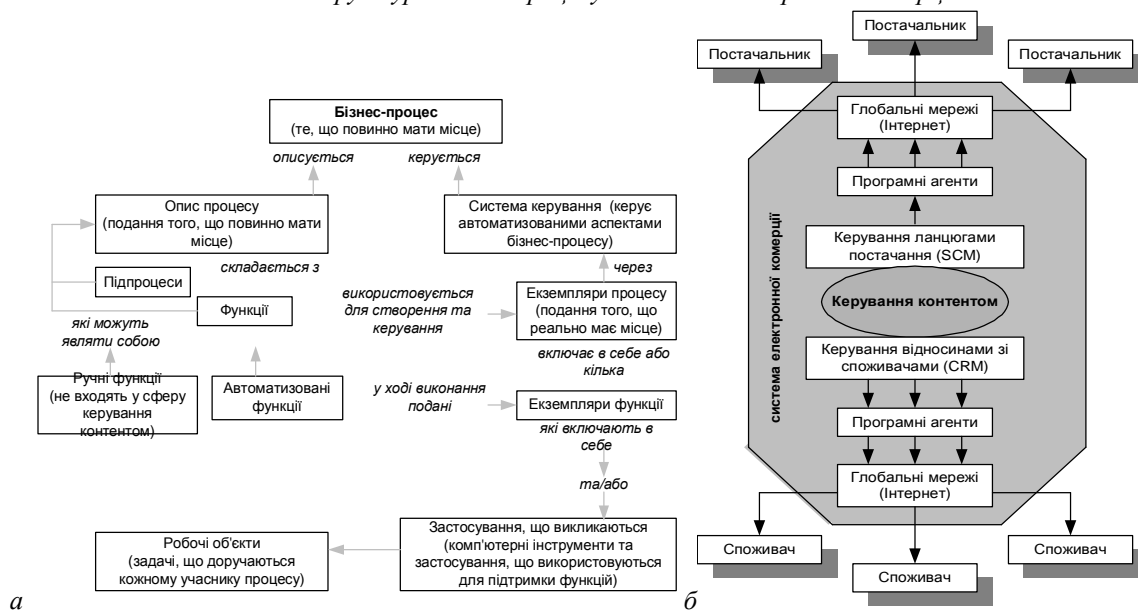 Постачальник
Постачальник
Постачальник
Бізнес-процес
(те, що повинно мати місце)
описується
керується
Опис процесу
(подання того, що повинно мати
місце)
Система керування (керує
автоматизованими аспектами
бізнес-процесу)
складається з
через
Підпроцеси
Функції
використовується
для створення та
керування
Екземпляри процесу
(подання того, що
реально має місце)
які можуть
являти собою
включає в себе або
кілька
Ручні функції
(не входять у сферу
керування
контентом)
Автоматизовані
функції
у ході виконання
подані
Екземпляри функції
які включають в
себе
та/або
Робочі об'єкти
(задачі, що доручаються
кожному учаснику процесу)
Застосування, що викликаються
(комп'ютерні інструменти та
застосування, що використовуються
для підтримки функцій)
а
Глобальні мережі
(Інтернет)
Програмні агенти
Керування ланцюгами
постачання (SCM)
Керування контентом
Керування відносинами зі
споживачами (CRM)
Програмні агенти
Глобальні мережі
(Інтернет)
система електронної комерції
Споживач
Споживач
Споживач
б